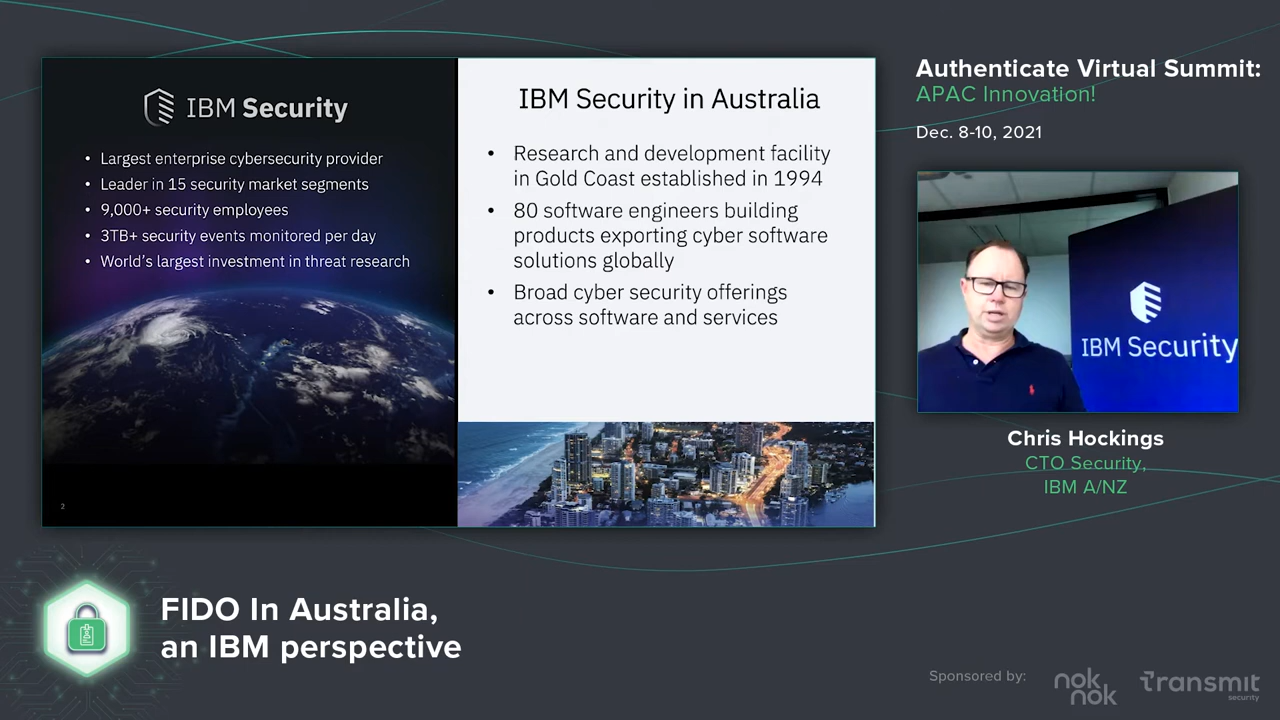 IBM Security
• Largest enterprise cybersecurity provider
• Leader in 15 security market segments
• 9,000+ security employees
• 3TB+ security events monitored per day
• World's largest investment in threat research
2
IBM Security in Australia
• Research and development facility
in Gold Coast established in 1994
• 80 software engineers building
products exporting cyber software
solutions globally
• Broad cyber security offerings
across software and services
Authenticate Virtual Summit:
APAC Innovation!
Dec. 8-10, 2021
IBM Security
Chris Hockings
CTO Security,
IBM A/NZ
FIDO In Australia,
an IBM perspective
Sponsored by:
nok
nok
Transmit
security